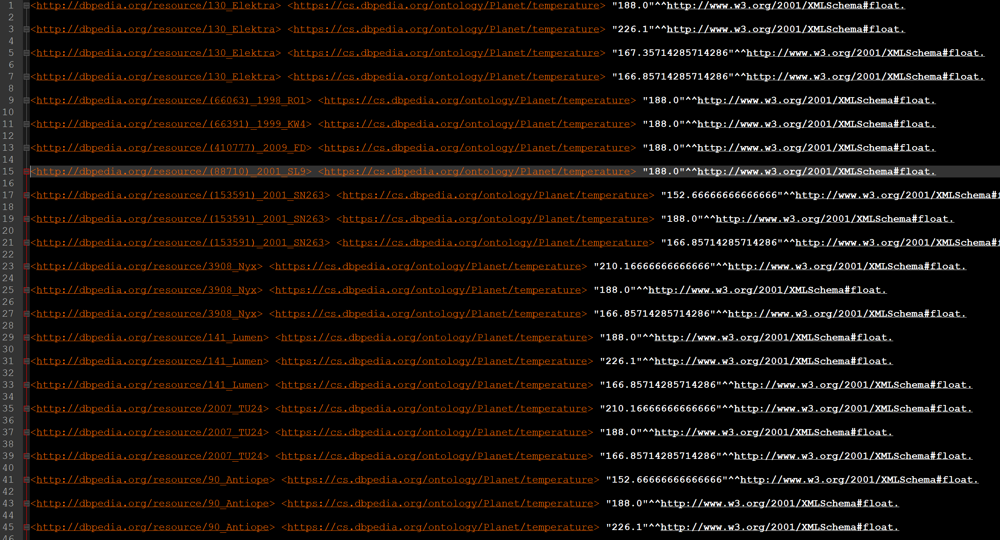 1 <http://dbpedia.org/resource/130_Elektra> <https://cs.dbpedia.org/ontology/Planet/temperature> "188.0"^^http://www.w3.org/2001/XMLSchema#float.
2
3 <http://dbpedia.org/resource/130_Elektra> <https://cs.dbpedia.org/ontology/Planet/temperature> "226.1"^^http://www.w3.org/2001/XMLSchema#float.
4
5 <http://dbpedia.org/resource/130_Elektra> <https://cs.dbpedia.org/ontology/Planet/temperature> "167.35714285714286"^^http://www.w3.org/2001/XMLSchema#float.
6
7 <http://dbpedia.org/resource/130_Elektra> <https://cs.dbpedia.org/ontology/Planet/temperature> "166.85714285714286"^^http://www.w3.org/2001/XMLSchema#float.
8
9 <http://dbpedia.org/resource/(66063)_1998_RO1> <https://cs.dbpedia.org/ontology/Planet/temperature> "188.0"^^http://www.w3.org/2001/XMLSchema#float.
10
11 <http://dbpedia.org/resource/(66391)_1999_KW4> <https://cs.dbpedia.org/ontology/Planet/temperature> "188.0"^^http://www.w3.org/2001/XMLSchema#float.
12
13 <http://dbpedia.org/resource/(410777)_2009_FD> <https://cs.dbpedia.org/ontology/Planet/temperature> "188.0"^^http://www.w3.org/2001/XMLSchema#float.
14
15 <http://dbpedia.org/resource/(88710)_2001_SL9> <https://cs.dbpedia.org/ontology/Planet/temperature> "188.0"^^http://www.w3.org/2001/XMLSchema#float.
16
17 <http://dbpedia.org/resource/(153591)_2001_SN263> <https://cs.dbpedia.org/ontology/Planet/temperature> "152.66666666666666"^^http://www.w3.org/2001/XMLSchema#f
18
19 <http://dbpedia.org/resource/(153591)_2001_SN263> <https://cs.dbpedia.org/ontology/Planet/temperature> "188.0"^^http://www.w3.org/2001/XMLSchema#float.
20
21 <http://dbpedia.org/resource/(153591)_2001_SN263> <https://cs.dbpedia.org/ontology/Planet/temperature> "166.85714285714286"^^http://www.w3.org/2001/XMLSchema#f
22
23 <http://dbpedia.org/resource/3908_Nyx> <https://cs.dbpedia.org/ontology/Planet/temperature> "210.16666666666666"^^http://www.w3.org/2001/XMLSchema#float.
24
25 <http://dbpedia.org/resource/3908_Nyx> <https://cs.dbpedia.org/ontology/Planet/temperature> "188.0"^^http://www.w3.org/2001/XMLSchema#float.
26
27 <http://dbpedia.org/resource/3908_Nyx> <https://cs.dbpedia.org/ontology/Planet/temperature> "166.85714285714286"^^http://www.w3.org/2001/XMLSchema#float.
28
29 <http://dbpedia.org/resource/141_Lumen> <https://cs.dbpedia.org/ontology/Planet/temperature> "188.0"^^http://www.w3.org/2001/XMLSchema#float.
30
31 <http://dbpedia.org/resource/141_Lumen> <https://cs.dbpedia.org/ontology/Planet/temperature> "226.1"^^http://www.w3.org/2001/XMLSchema#float.
32
33 <http://dbpedia.org/resource/141_Lumen> <https://cs.dbpedia.org/ontology/Planet/temperature> "166.85714285714286"^^http://www.w3.org/2001/XMLSchema#float.
34
35 <http://dbpedia.org/resource/2007_TU24> <https://cs.dbpedia.org/ontology/Planet/temperature> "210.16666666666666"^^http://www.w3.org/2001/XMLSchema#float.
36
37 <http://dbpedia.org/resource/2007_TU24> <https://cs.dbpedia.org/ontology/Planet/temperature> "188.0"^^http://www.w3.org/2001/XMLSchema#float.
38
39 <http://dbpedia.org/resource/2007_TU24> <https://cs.dbpedia.org/ontology/Planet/temperature> "166.85714285714286"^^http://www.w3.org/2001/XMLSchema#float.
40
41 <http://dbpedia.org/resource/90_Antiope> <https://cs.dbpedia.org/ontology/Planet/temperature> "152.66666666666666"^^http://www.w3.org/2001/XMLSchema#float.
42
43 <http://dbpedia.org/resource/90_Antiope> <https://cs.dbpedia.org/ontology/Planet/temperature> "188.0"^^http://www.w3.org/2001/XMLSchema#float.
44
45 <http://dbpedia.org/resource/90_Antiope> <https://cs.dbpedia.org/ontology/Planet/temperature> "226.1"^^http://www.w3.org/2001/XMLSchema#float.
46